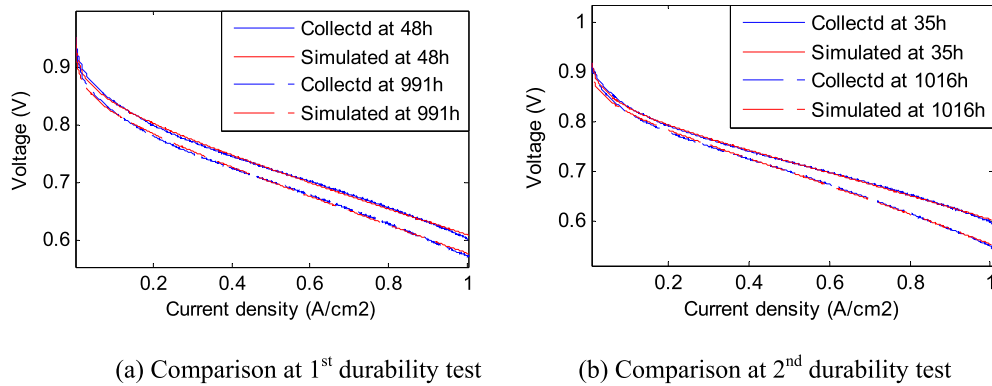 Collectd at 48h
Simulated at 48h
Collectd at 991h
Simulated at 991h
0.9
0.8
0.7
0.6
Voltage (V)
0.2
0.4
0.6
0.8
1
Current density (A/cm2)
(a) Comparison at 1st durability test
Collectd at 35h
Simulated at 35h
Collectd at 1016h
Simulated at 1016h
1
0.9
0.8
0.7
0.6
Voltage (V)
0.2
0.4
0.6
0.8
1
Current density (A/cm2)
(b) Comparison at 2nd durability test